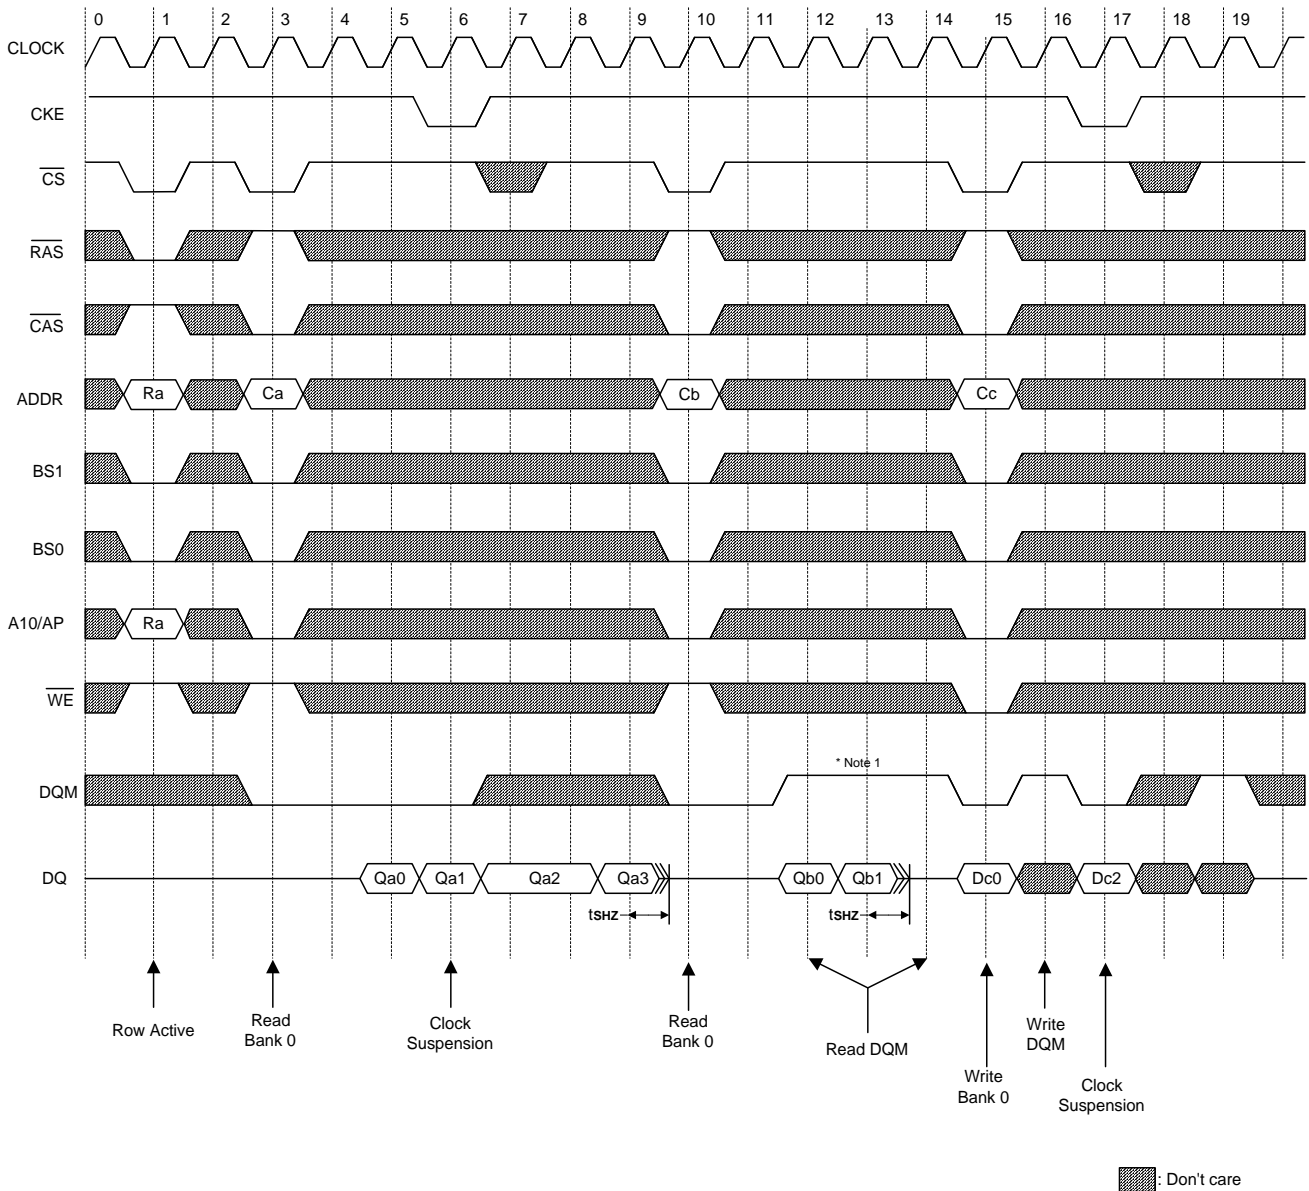 0 1 2 3 4 5 6 7 8 9 10 11 12 13 14 15 16 17 18 19
CLOCK
CKE
CS
RAS
CAS
ADDR Ra Ca Cb Cc
BS1
BS0
A10/AP Ra
WE
* Note 1
DQM
DQ Qa0 Qa1 Qa2 Qa3 Qb0 Qb1 Dc0 Dc2
tSHZ tSHZ
Row Active
Read
Bank 0
Clock
Suspension
Read
Bank 0
Read DQM
Write
Bank 0
Write
DQM
Clock
Suspension
: Don't care